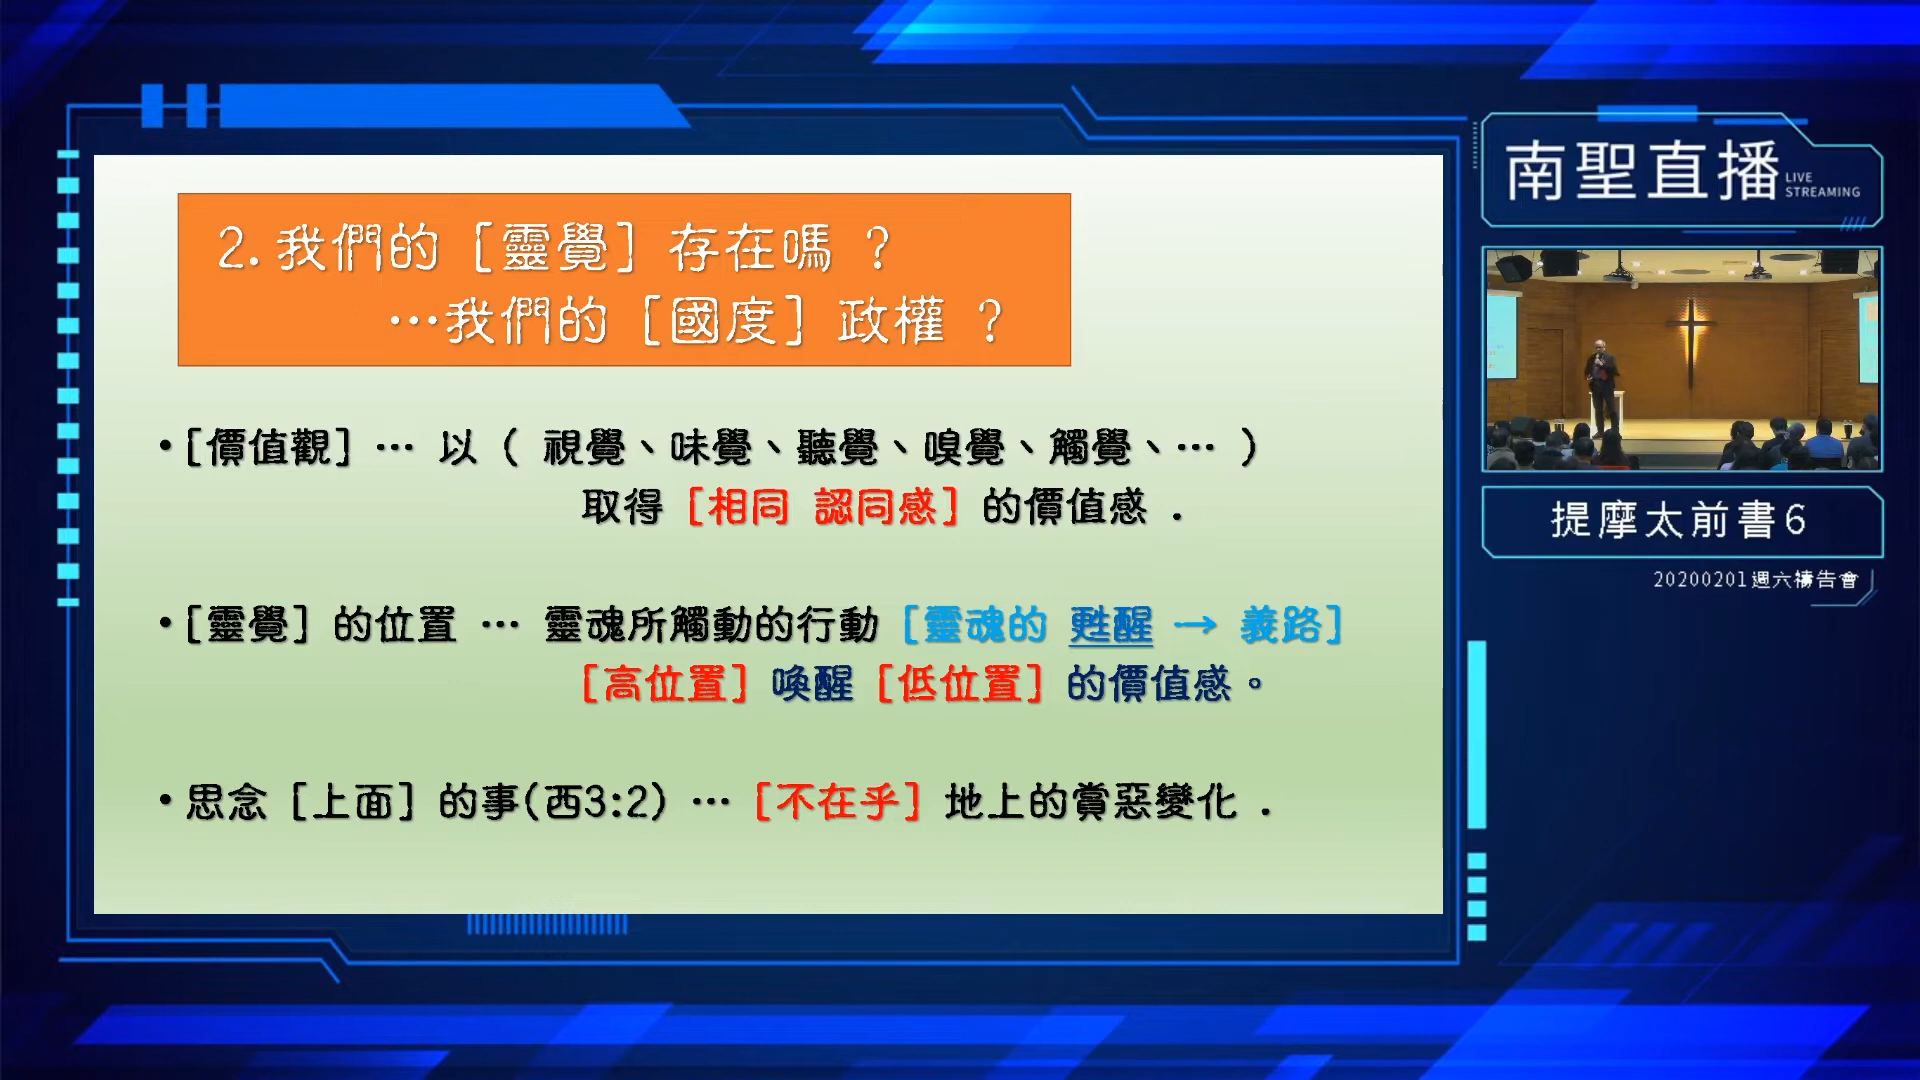 2.我們的［靈覺］存在嗎 ？
…我們的［國度］政權 ？
•［價值觀］… 以（ 視覺、味覺、聽覺、嗅覺、觸覺、… ）
取得［相同 認同感］的價值感 .
•［靈覺］的位置 … 靈魂所觸動的行動［靈魂的 甦醒 → 義路］
［高位置］喚醒［低位置］的價值感。
•思念［上面］的事(西3:2) …［不在乎］地上的賞惡變化 .
南聖直播
LIVE
STREAMING
提摩太前書6
20200201週六禱告會